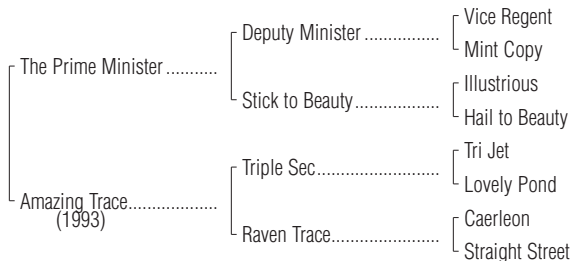 Vice Regent
Deputy Minister ................
Mint Copy
The Prime Minister ...........
Illustrious
Stick to Beauty ..................
Hail to Beauty
Tri Jet
Triple Sec ..........................
Lovely Pond
Amazing Trace...................
(1993)
Caerleon
Raven Trace.......................
Straight Street